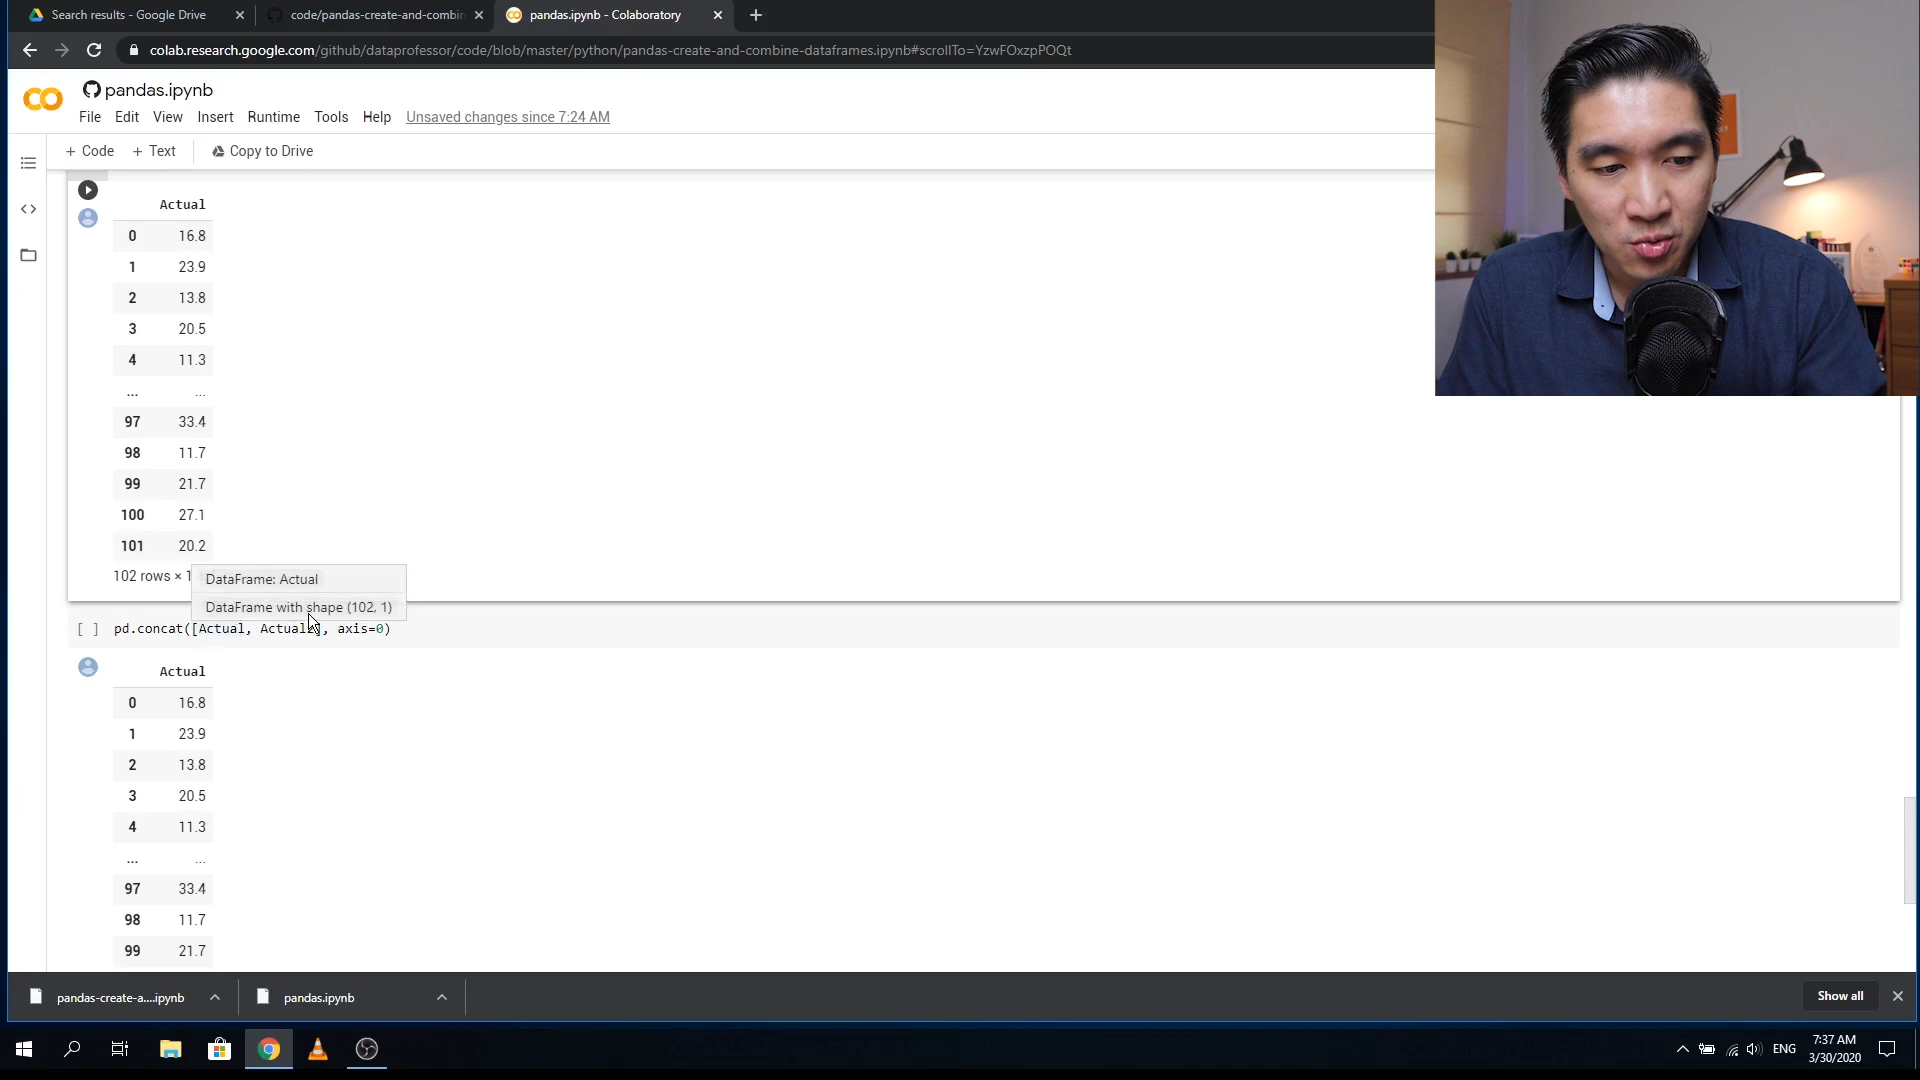 Search results - Google Drive
code/pandas-create-and-combin
pandas.ipynb - Colaboratory
colab.research.google.com/github/dataprofessor/code/blob/master/python/pandas-create-and-combine-dataframes.ipynb#scrollTo=YzwFOxzpPOQt
CO
pandas.ipynb
File Edit View Insert Runtime Tools Help Unsaved changes since 7:24 AM
+ Code + Text Copy to Drive
Actual
0 16.8
1 23.9
2 13.8
3 20.5
4 11.3
... ...
97 33.4
98 11.7
99 21.7
100 27.1
101 20.2
102 rows × 1
DataFrame: Actual
DataFrame with shape (102, 1)
[ ] pd.concat([Actual, Actual], axis=0)
Actual
0 16.8
1 23.9
2 13.8
3 20.5
4 11.3
... ...
97 33.4
98 11.7
99 21.7
pandas-create-a....ipynb
pandas.ipynb
Show all
ENG
7:37 AM
3/30/2020